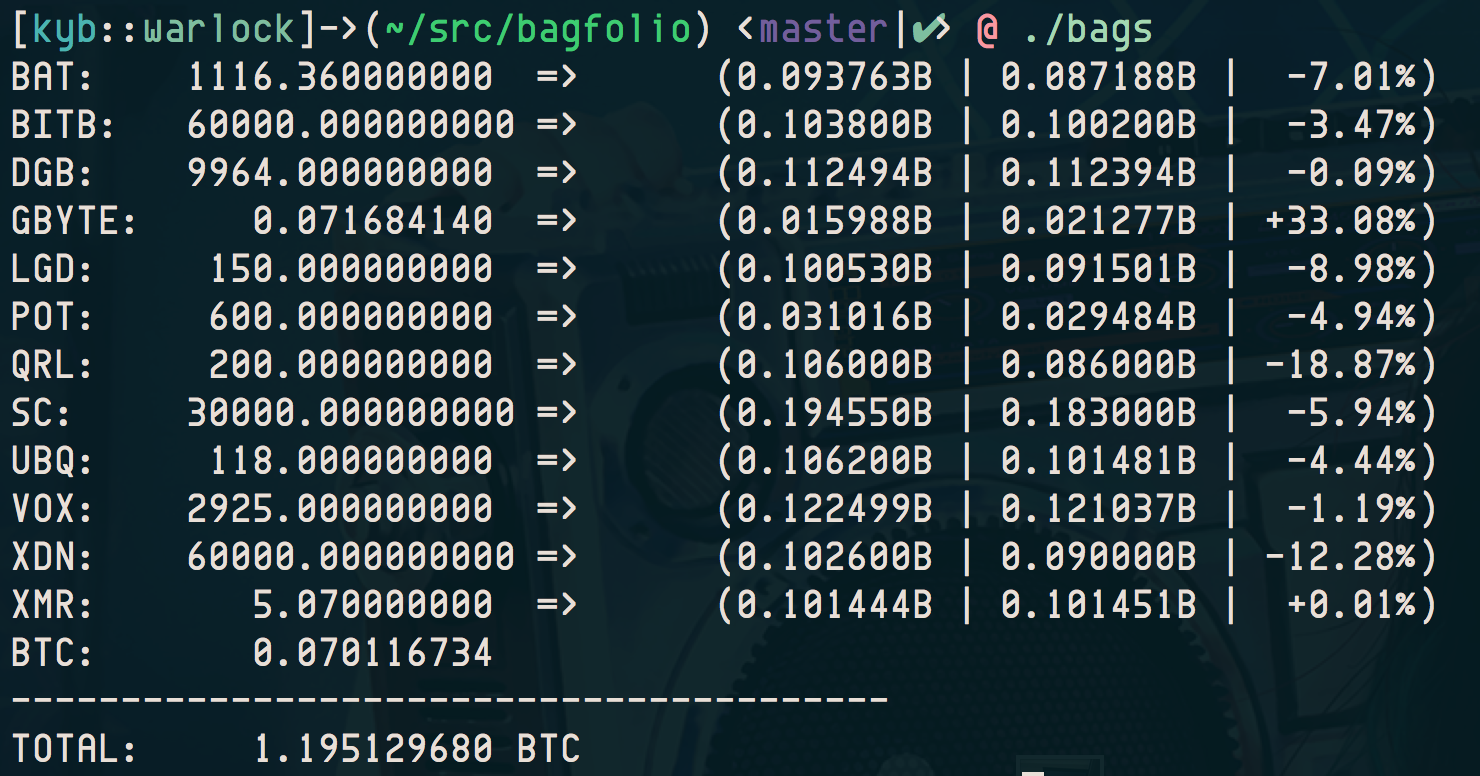 [kyb::warlock]->(~/src/bagfolio) <master|✔> @ ./bags
BAT:    1116.360000000  =>      (0.093763B | 0.087188B |  -7.01%)
BITB:   60000.000000000 =>      (0.103800B | 0.100200B |  -3.47%)
DGB:    9964.000000000  =>      (0.112494B | 0.112394B |  -0.09%)
GBYTE:     0.071684140  =>      (0.015988B | 0.021277B | +33.08%)
LGD:     150.000000000  =>      (0.100530B | 0.091501B |  -8.98%)
POT:     600.000000000  =>      (0.031016B | 0.029484B |  -4.94%)
QRL:     200.000000000  =>      (0.106000B | 0.086000B | -18.87%)
SC:     30000.000000000 =>      (0.194550B | 0.183000B |  -5.94%)
UBQ:     118.000000000  =>      (0.106200B | 0.101481B |  -4.44%)
VOX:    2925.000000000  =>      (0.122499B | 0.121037B |  -1.19%)
XDN:    60000.000000000 =>      (0.102600B | 0.090000B | -12.28%)
XMR:       5.070000000  =>      (0.101444B | 0.101451B |  +0.01%)
BTC:       0.070116734
-----------------------------------------
TOTAL:     1.195129680 BTC